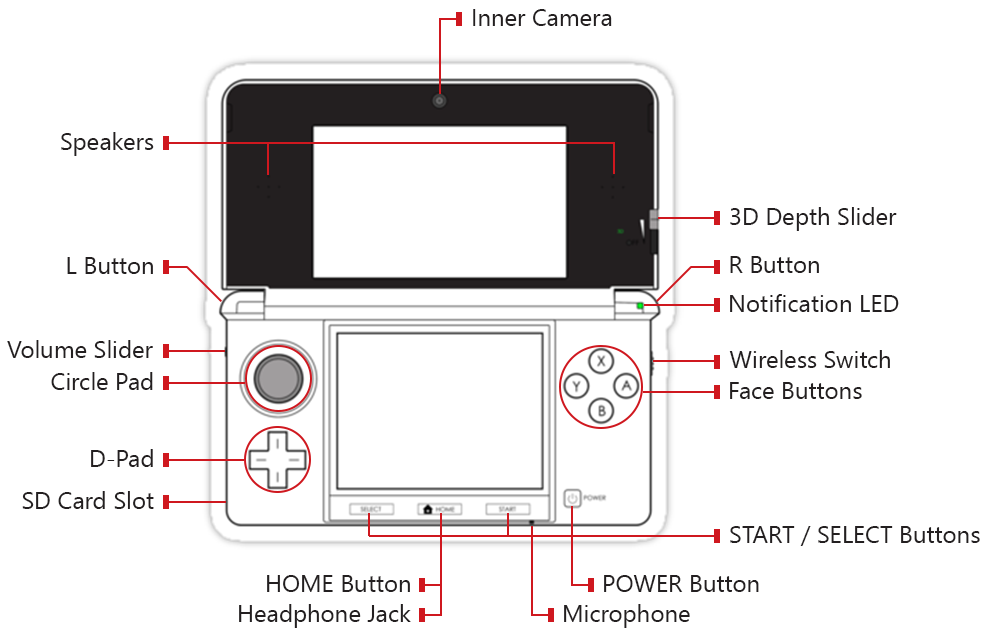 Inner Camera
Speakers
3D Depth Slider
L Button
R Button
Notification LED
Volume Slider
Wireless Switch
Circle Pad
Face Buttons
X
Y
A
B
D-Pad
SD Card Slot
POWER
SELECT
HOME
START
START / SELECT Buttons
HOME Button
POWER Button
Headphone Jack
Microphone